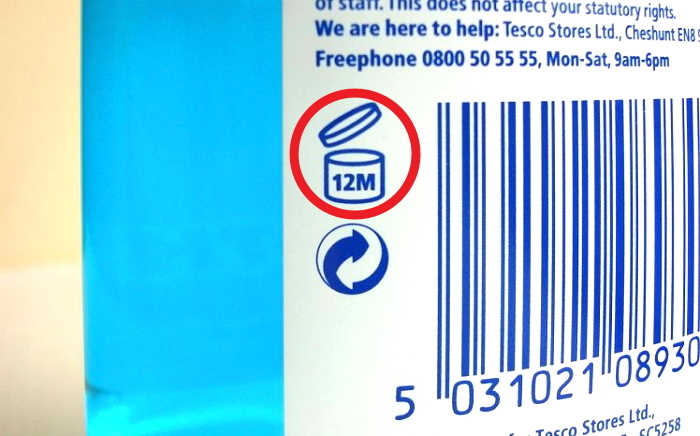 of staff. This does not affect your statutory rights.
We are here to help: Tesco Stores Ltd., Cheshunt EN8 9
Freephone 0800 50 55 55, Mon-Sat, 9am-6pm
12M
5 031021 08930
Tesco Stores Ltd.,
SC5258